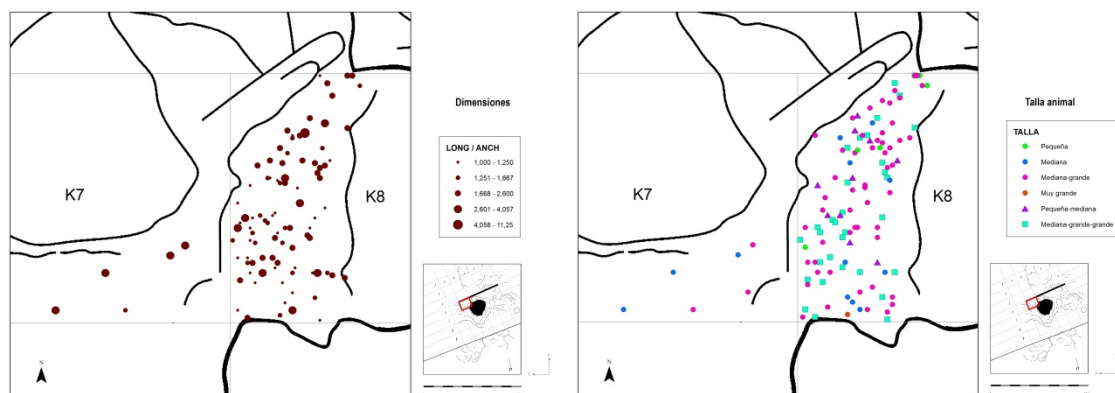 K7
K8
N
Dimensiones
LONG / ANCH
1,000 - 1,250
1,251 - 1,667
1,668 - 2,600
2,601 - 4,057
4,058 - 11,25
K7
K8
N
Talla animal
TALLA
Pequeña
Mediana
Mediana-grande
Muy grande
Pequeña-mediana
Mediana-grande-grande